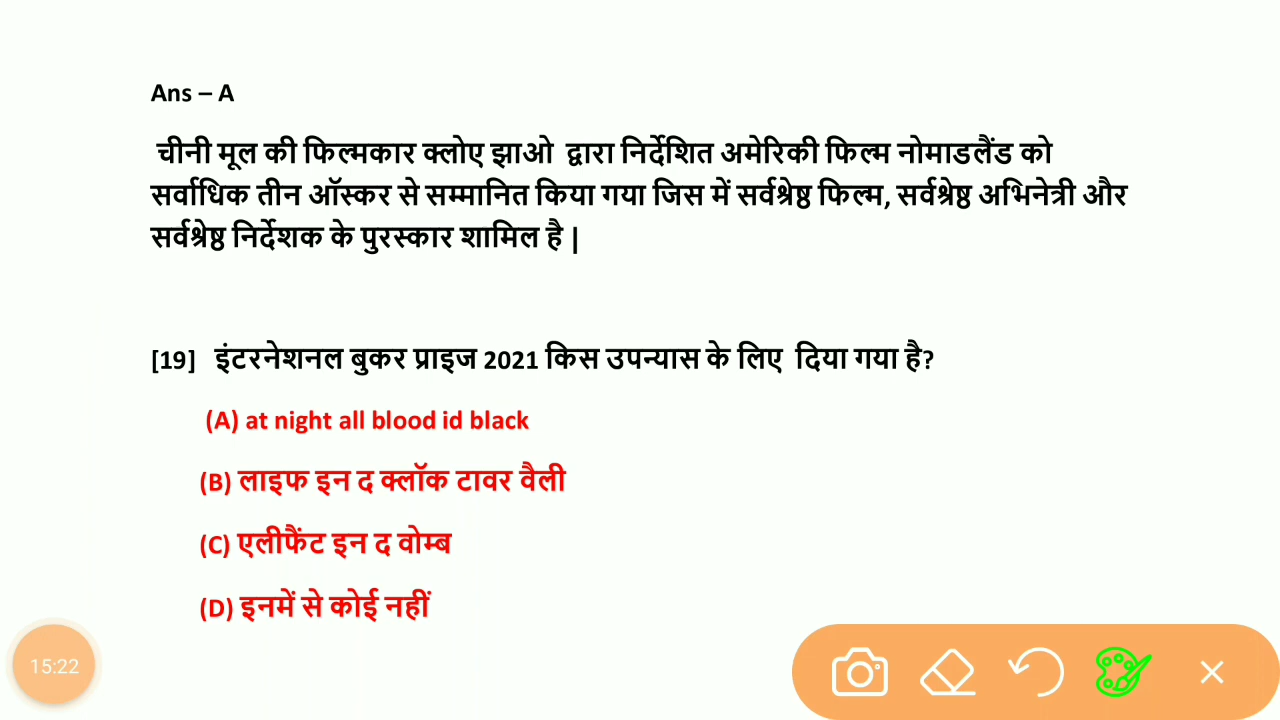 Ans – A
चीनी मूल की फिल्मकार क्लोए झाओ द्वारा निर्देशित अमेरिकी फिल्म नोमाडलैंड को
सर्वाधिक तीन ऑस्कर से सम्मानित किया गया जिस में सर्वश्रेष्ठ फिल्म, सर्वश्रेष्ठ अभिनेत्री और
सर्वश्रेष्ठ निर्देशक के पुरस्कार शामिल है |
[19] इंटरनेशनल बुकर प्राइज 2021 किस उपन्यास के लिए दिया गया है?
(A) at night all blood id black
(B) लाइफ इन द क्लॉक टावर वैली
(C) एलीफैंट इन द वोम्ब
(D) इनमें से कोई नहीं
15:22